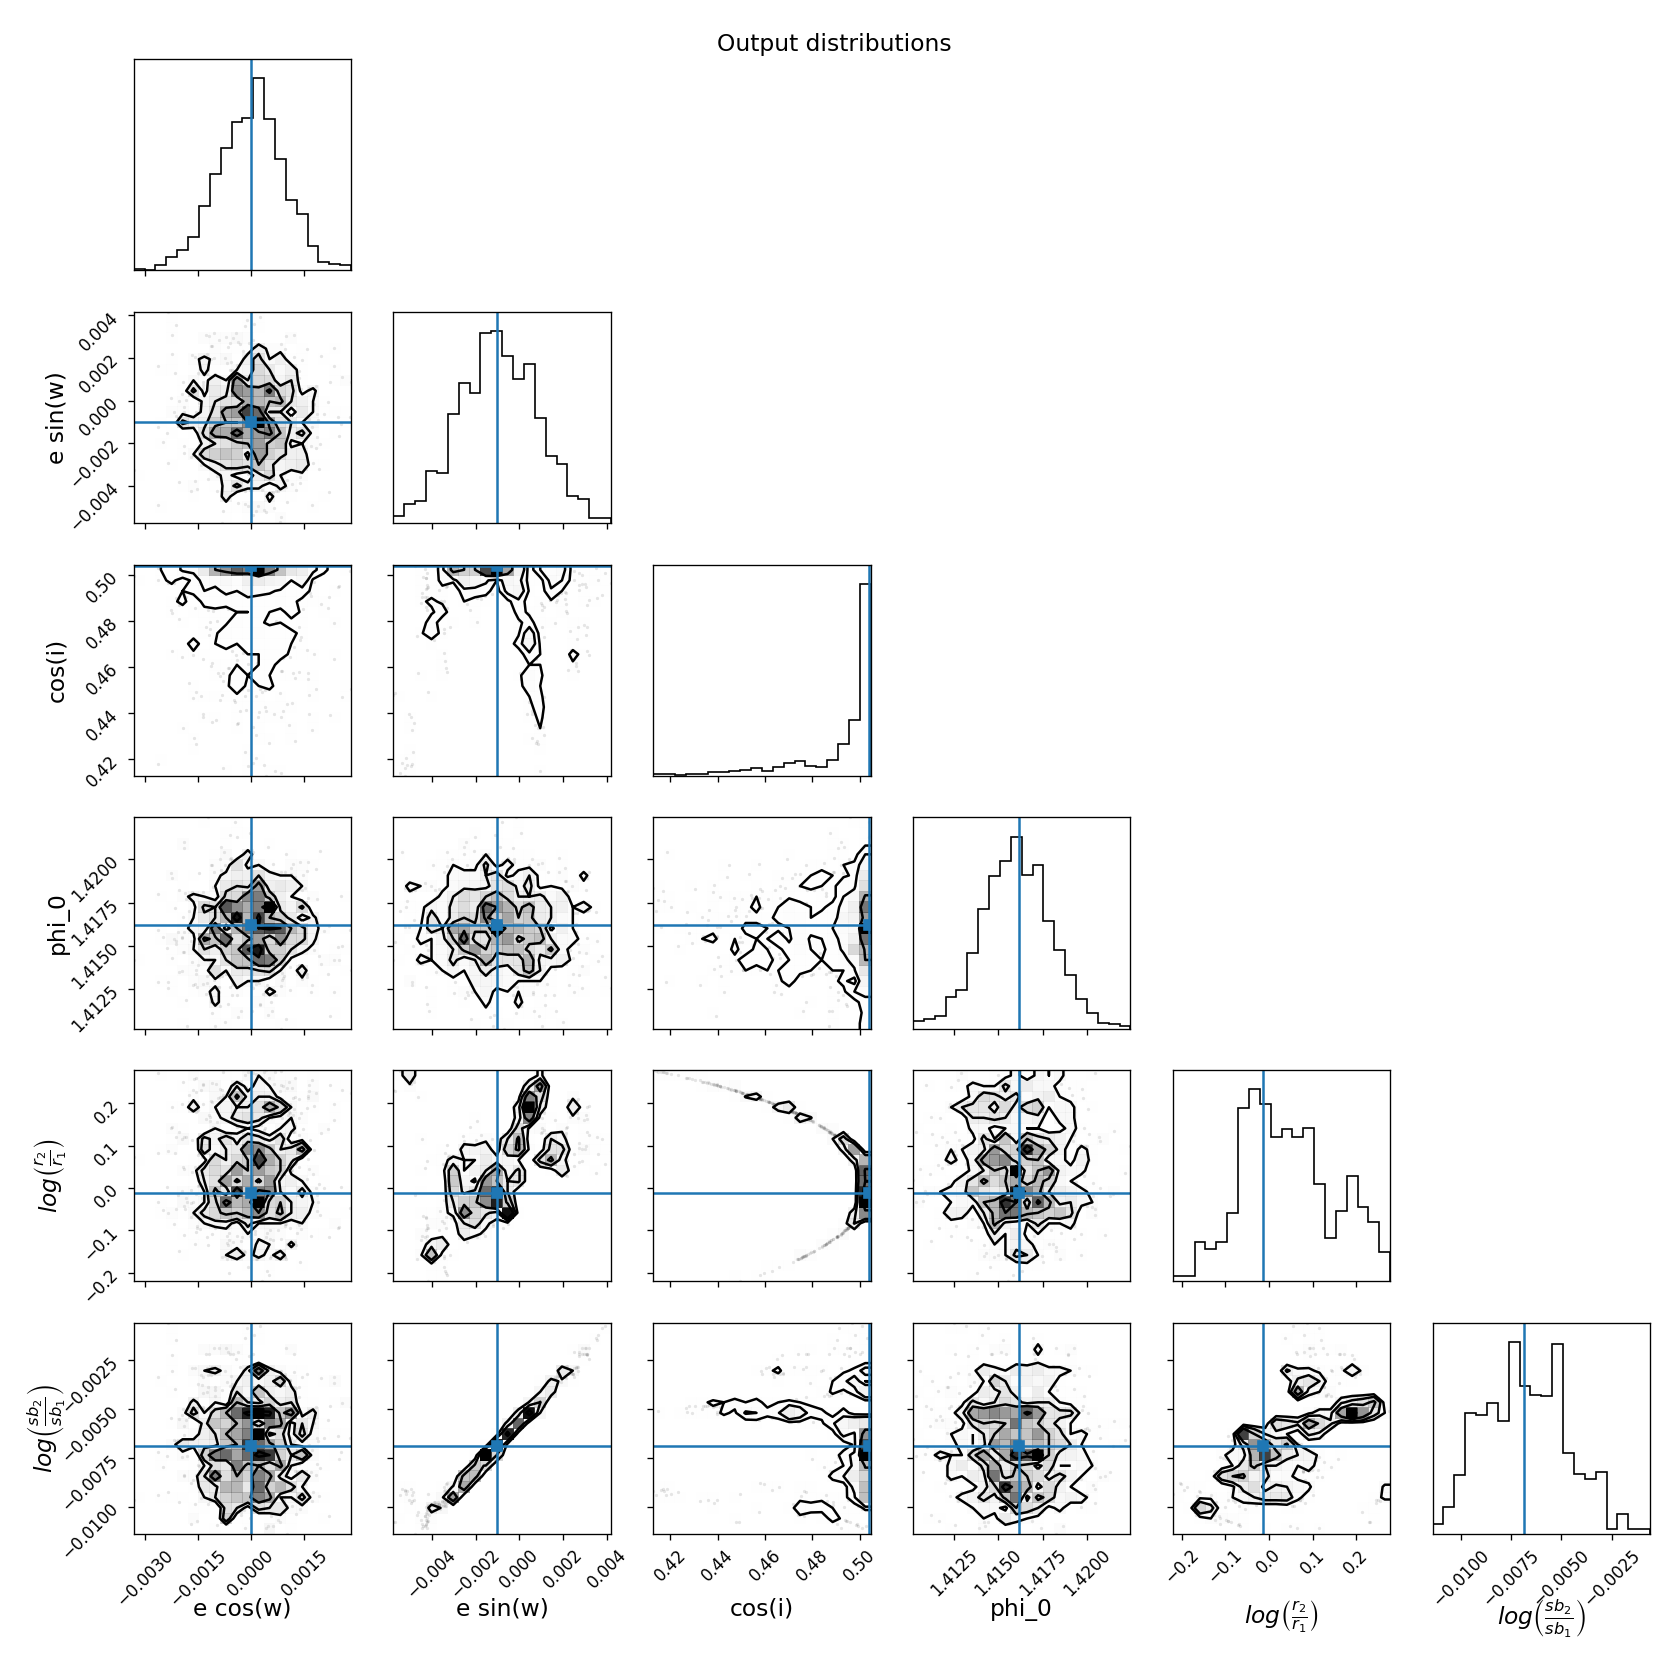 Output distributions
e sin(w)
0.004
0.002
0.000
−0.002
−0.004
cos(i)
0.50
0.48
0.46
0.44
0.42
phi_0
1.4200
1.4175
1.4150
1.4125
log(r₂/r₁)
0.2
0.1
0.0
−0.1
−0.2
log(sb₂/sb₁)
−0.0025
−0.0050
−0.0075
−0.0100
−0.0030 −0.0015 0.0000 0.0015
−0.004 −0.002 0.000 0.002 0.004
0.42 0.44 0.46 0.48 0.50
1.4125 1.4150 1.4175 1.4200
−0.2 −0.1 0.0 0.1 0.2
−0.0100 −0.0075 −0.0050 −0.0025
e cos(w) e sin(w) cos(i) phi_0 log(r₂/r₁) log(sb₂/sb₁)